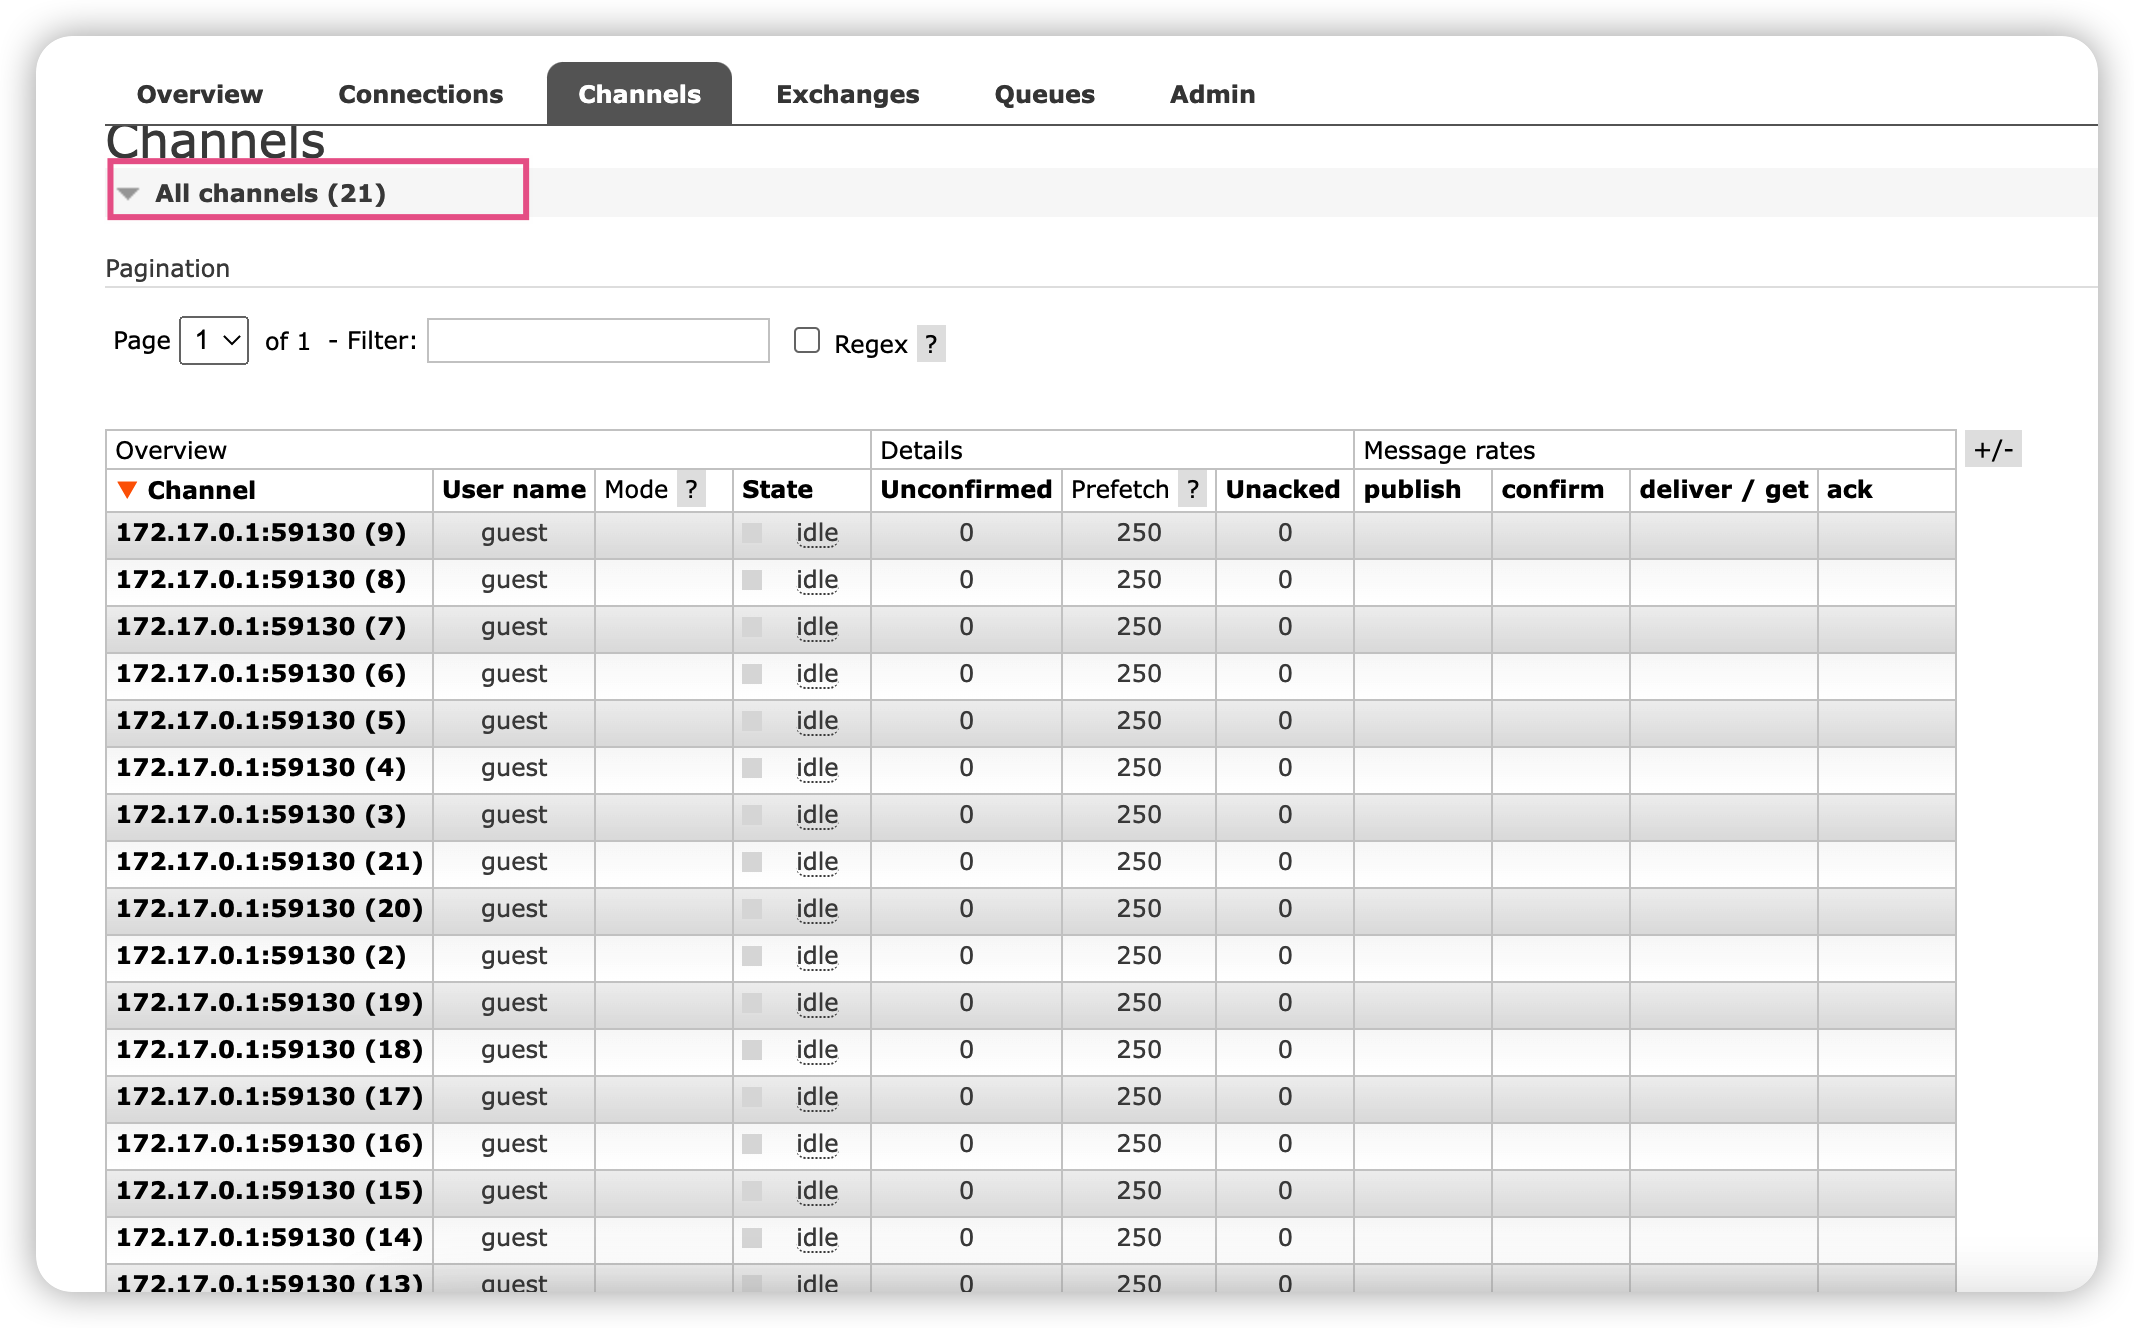 Overview Connections Channels Exchanges Queues Admin
Channels
All channels (21)
Pagination
Page 1 of 1 - Filter: Regex ?
Overview Details Message rates +/-
Channel User name Mode ? State Unconfirmed Prefetch ? Unacked publish confirm deliver / get ack
172.17.0.1:59130 (9) guest idle 0 250 0
172.17.0.1:59130 (8) guest idle 0 250 0
172.17.0.1:59130 (7) guest idle 0 250 0
172.17.0.1:59130 (6) guest idle 0 250 0
172.17.0.1:59130 (5) guest idle 0 250 0
172.17.0.1:59130 (4) guest idle 0 250 0
172.17.0.1:59130 (3) guest idle 0 250 0
172.17.0.1:59130 (21) guest idle 0 250 0
172.17.0.1:59130 (20) guest idle 0 250 0
172.17.0.1:59130 (2) guest idle 0 250 0
172.17.0.1:59130 (19) guest idle 0 250 0
172.17.0.1:59130 (18) guest idle 0 250 0
172.17.0.1:59130 (17) guest idle 0 250 0
172.17.0.1:59130 (16) guest idle 0 250 0
172.17.0.1:59130 (15) guest idle 0 250 0
172.17.0.1:59130 (14) guest idle 0 250 0
172.17.0.1:59130 (13) guest idle 0 250 0